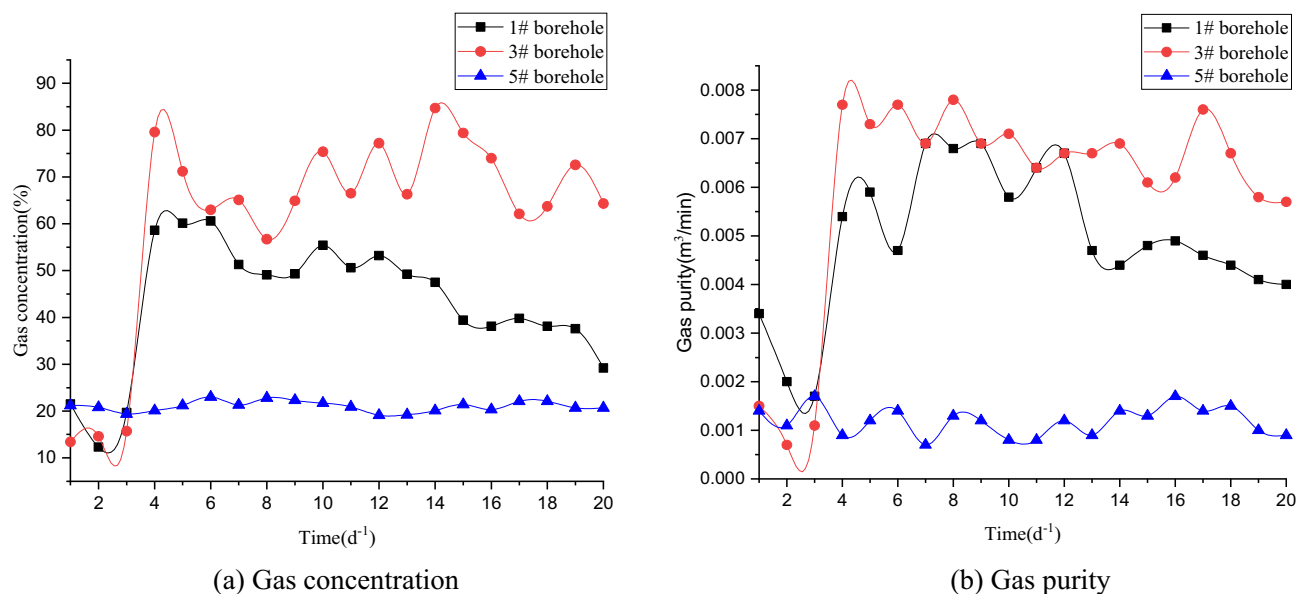 1# borehole
3# borehole
5# borehole
90
80
70
60
50
40
30
20
10
Gas concentration(%)
2 4 6 8 10 12 14 16 18 20
Time(d⁻¹)
(a) Gas concentration
1# borehole
3# borehole
5# borehole
0.008
0.007
0.006
0.005
0.004
0.003
0.002
0.001
0.000
Gas purity(m³/min)
2 4 6 8 10 12 14 16 18 20
Time(d⁻¹)
(b) Gas purity